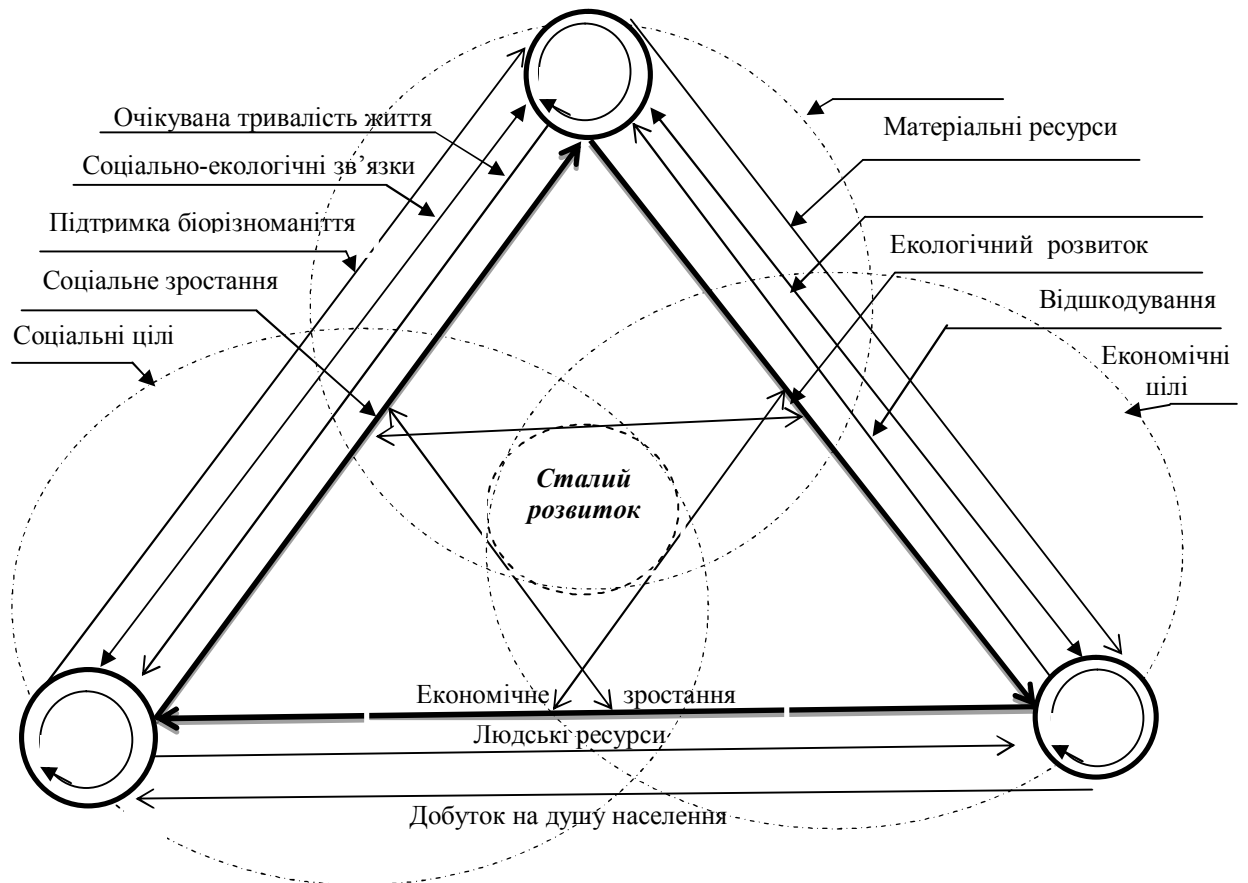 Очікувана тривалість життя
Матеріальні ресурси
Соціально-екологічні зв’язки
Підтримка біорізноманіття
Екологічний розвиток
Соціальне зростання
Відшкодування
Соціальні цілі
Економічні
цілі
Сталий
розвиток
Економічне зростання
Людські ресурси
Добуток на душу населення